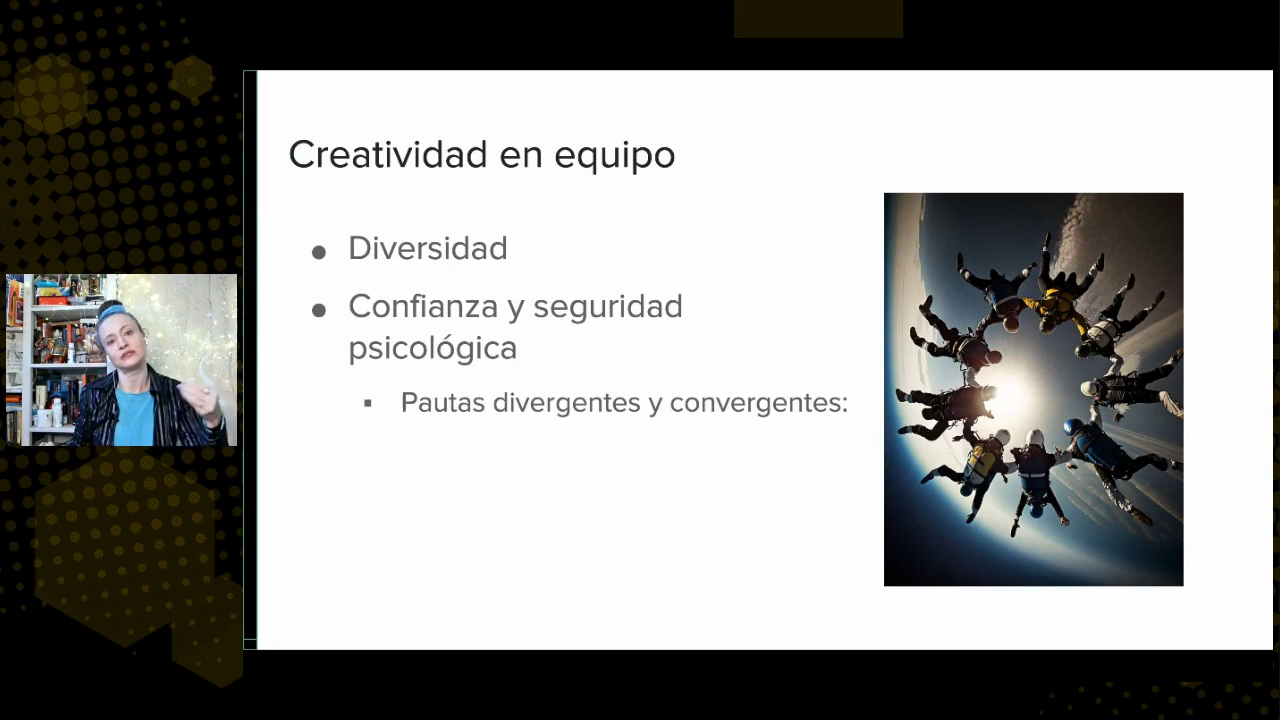 Creatividad en equipo
● Diversidad
● Confianza y seguridad
psicológica
▪ Pautas divergentes y convergentes: